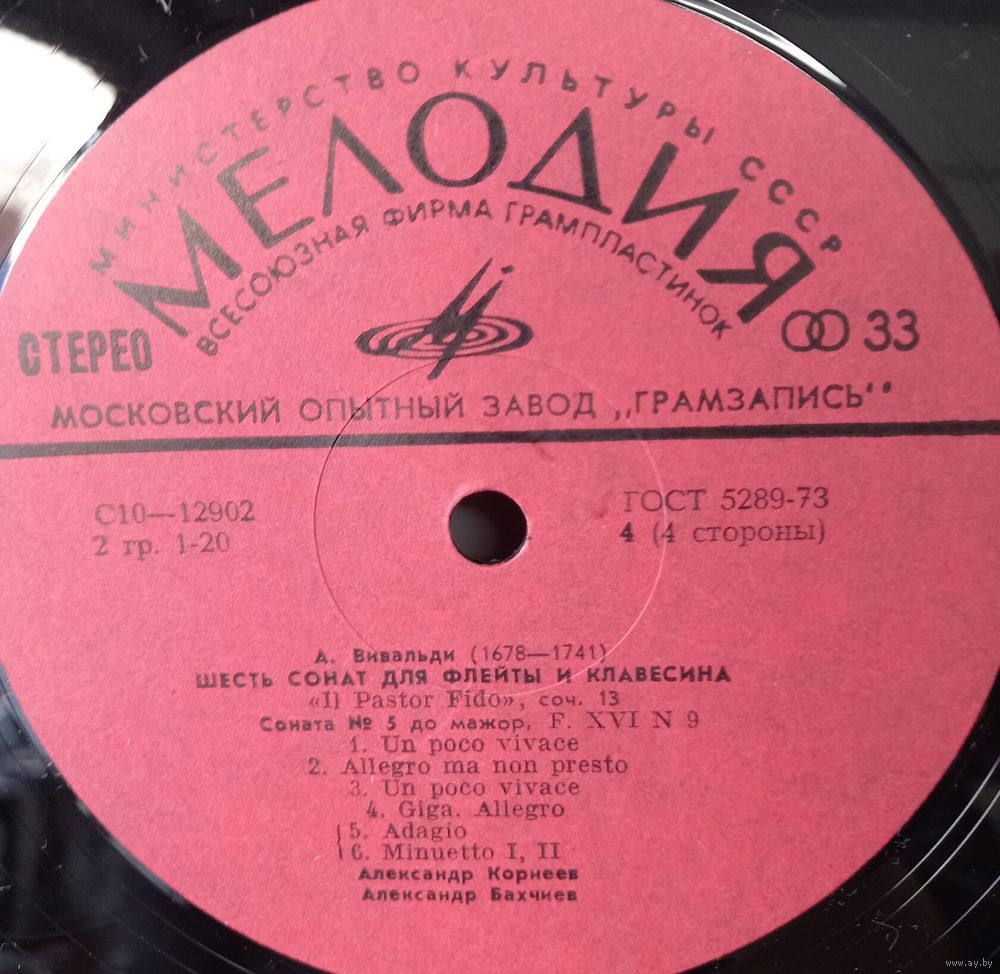 МИНИСТЕРСТВО КУЛЬТУРЫ СССР
МЕЛОДИЯ
ВСЕСОЮЗНАЯ ФИРМА ГРАМПЛАСТИНОК
СТЕРЕО
33
МОСКОВСКИЙ ОПЫТНЫЙ ЗАВОД ,,ГРАМЗАПИСЬ''
С10—12902
2 гр. 1-20
ГОСТ 5289-73
4 (4 стороны)
А. Вивальди (1678—1741)
ШЕСТЬ СОНАТ ДЛЯ ФЛЕЙТЫ И КЛАВЕСИНА
«Il Pastor Fido», соч. 13
Соната № 5 до мажор, F. XVI N 9
1. Un poco vivace
2. Allegro ma non presto
3. Un poco vivace
4. Giga. Allegro
5. Adagio
6. Minuetto I, II
Александр Корнеев
Александр Бахчиев
www.ay.by